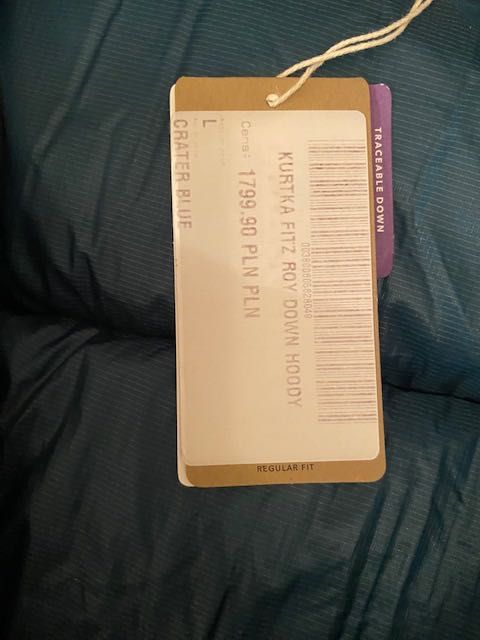 TRACEABLE DOWN
KURTKA FITZ ROY DOWN HOODY
Cena: 1799.90 PLN PLN
L
CRATER BLUE
REGULAR FIT